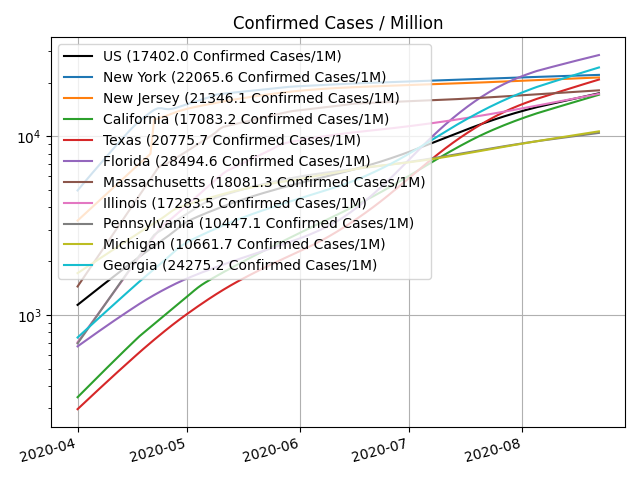 Confirmed Cases / Million
US (17402.0 Confirmed Cases/1M)
New York (22065.6 Confirmed Cases/1M)
New Jersey (21346.1 Confirmed Cases/1M)
California (17083.2 Confirmed Cases/1M)
Texas (20775.7 Confirmed Cases/1M)
Florida (28494.6 Confirmed Cases/1M)
Massachusetts (18081.3 Confirmed Cases/1M)
Illinois (17283.5 Confirmed Cases/1M)
Pennsylvania (10447.1 Confirmed Cases/1M)
Michigan (10661.7 Confirmed Cases/1M)
Georgia (24275.2 Confirmed Cases/1M)
10⁴
10³
2020-04 2020-05 2020-06 2020-07 2020-08